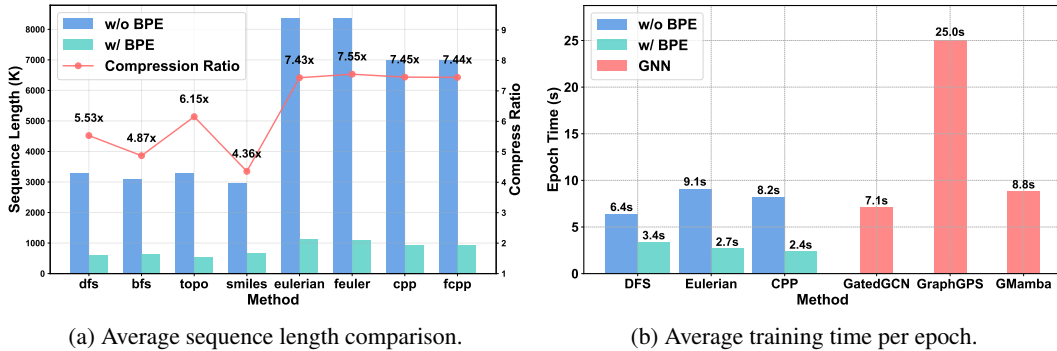 w/o BPE
w/ BPE
Compression Ratio
Sequence Length (K)
8000
7000
6000
5000
4000
3000
2000
1000
0
5.53x
4.87x
6.15x
4.36x
7.43x
7.55x
7.45x
7.44x
9
8
7
6
5
4
3
2
1
Compress Ratio
dfs bfs topo smiles eulerian feuler cpp fcpp
Method
(a) Average sequence length comparison.
w/o BPE
w/ BPE
GNN
Epoch Time (s)
25
20
15
10
5
0
6.4s
3.4s
9.1s
2.7s
8.2s
2.4s
7.1s
25.0s
8.8s
DFS Eulerian CPP GatedGCN GraphGPS GMamba
Method
(b) Average training time per epoch.